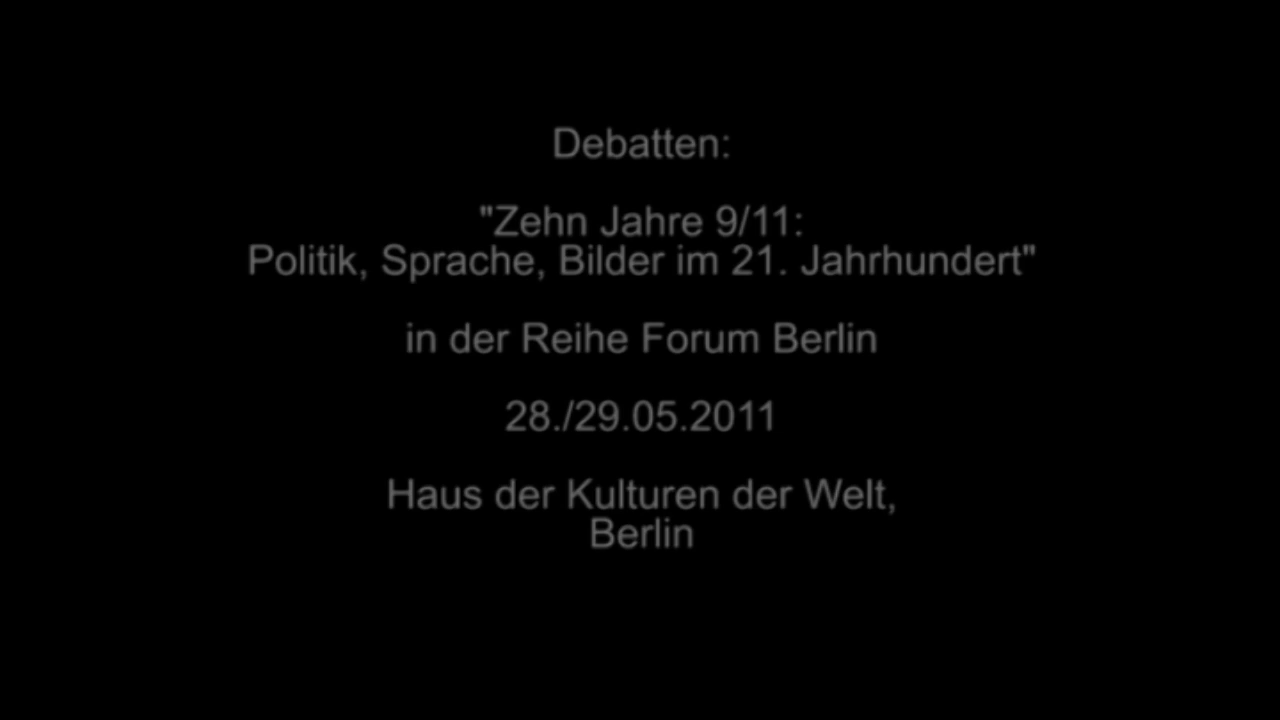 Debatten:
"Zehn Jahre 9/11:
Politik, Sprache, Bilder im 21. Jahrhundert"
in der Reihe Forum Berlin
28./29.05.2011
Haus der Kulturen der Welt,
Berlin